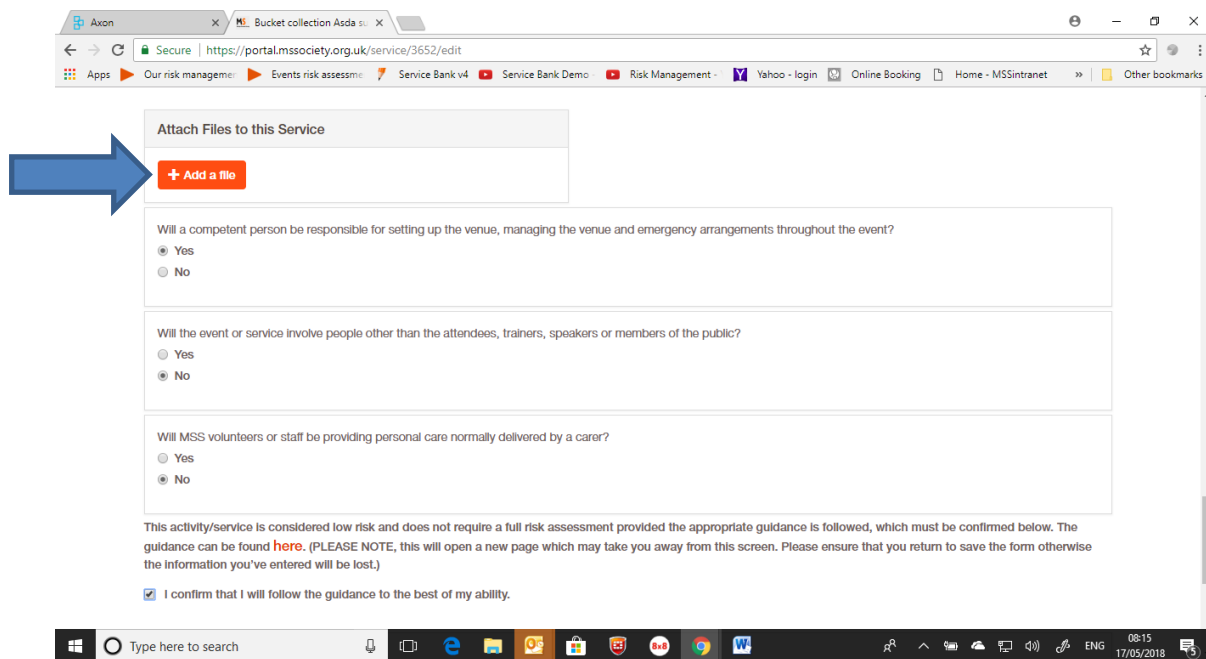 Axon
Bucket collection Asda su
Secure | https://portal.mssociety.org.uk/service/3652/edit
Apps Our risk managemer Events risk assessme Service Bank v4 Service Bank Demo - Risk Management - Yahoo - login Online Booking Home - MSSintranet » Other bookmarks
Attach Files to this Service
+ Add a file
Will a competent person be responsible for setting up the venue, managing the venue and emergency arrangements throughout the event?
Yes
No
Will the event or service involve people other than the attendees, trainers, speakers or members of the public?
Yes
No
Will MSS volunteers or staff be providing personal care normally delivered by a carer?
Yes
No
This activity/service is considered low risk and does not require a full risk assessment provided the appropriate guidance is followed, which must be confirmed below. The
guidance can be found here. (PLEASE NOTE, this will open a new page which may take you away from this screen. Please ensure that you return to save the form otherwise
the information you've entered will be lost.)
I confirm that I will follow the guidance to the best of my ability.
Type here to search
8x8
ENG
08:15
17/05/2018
5